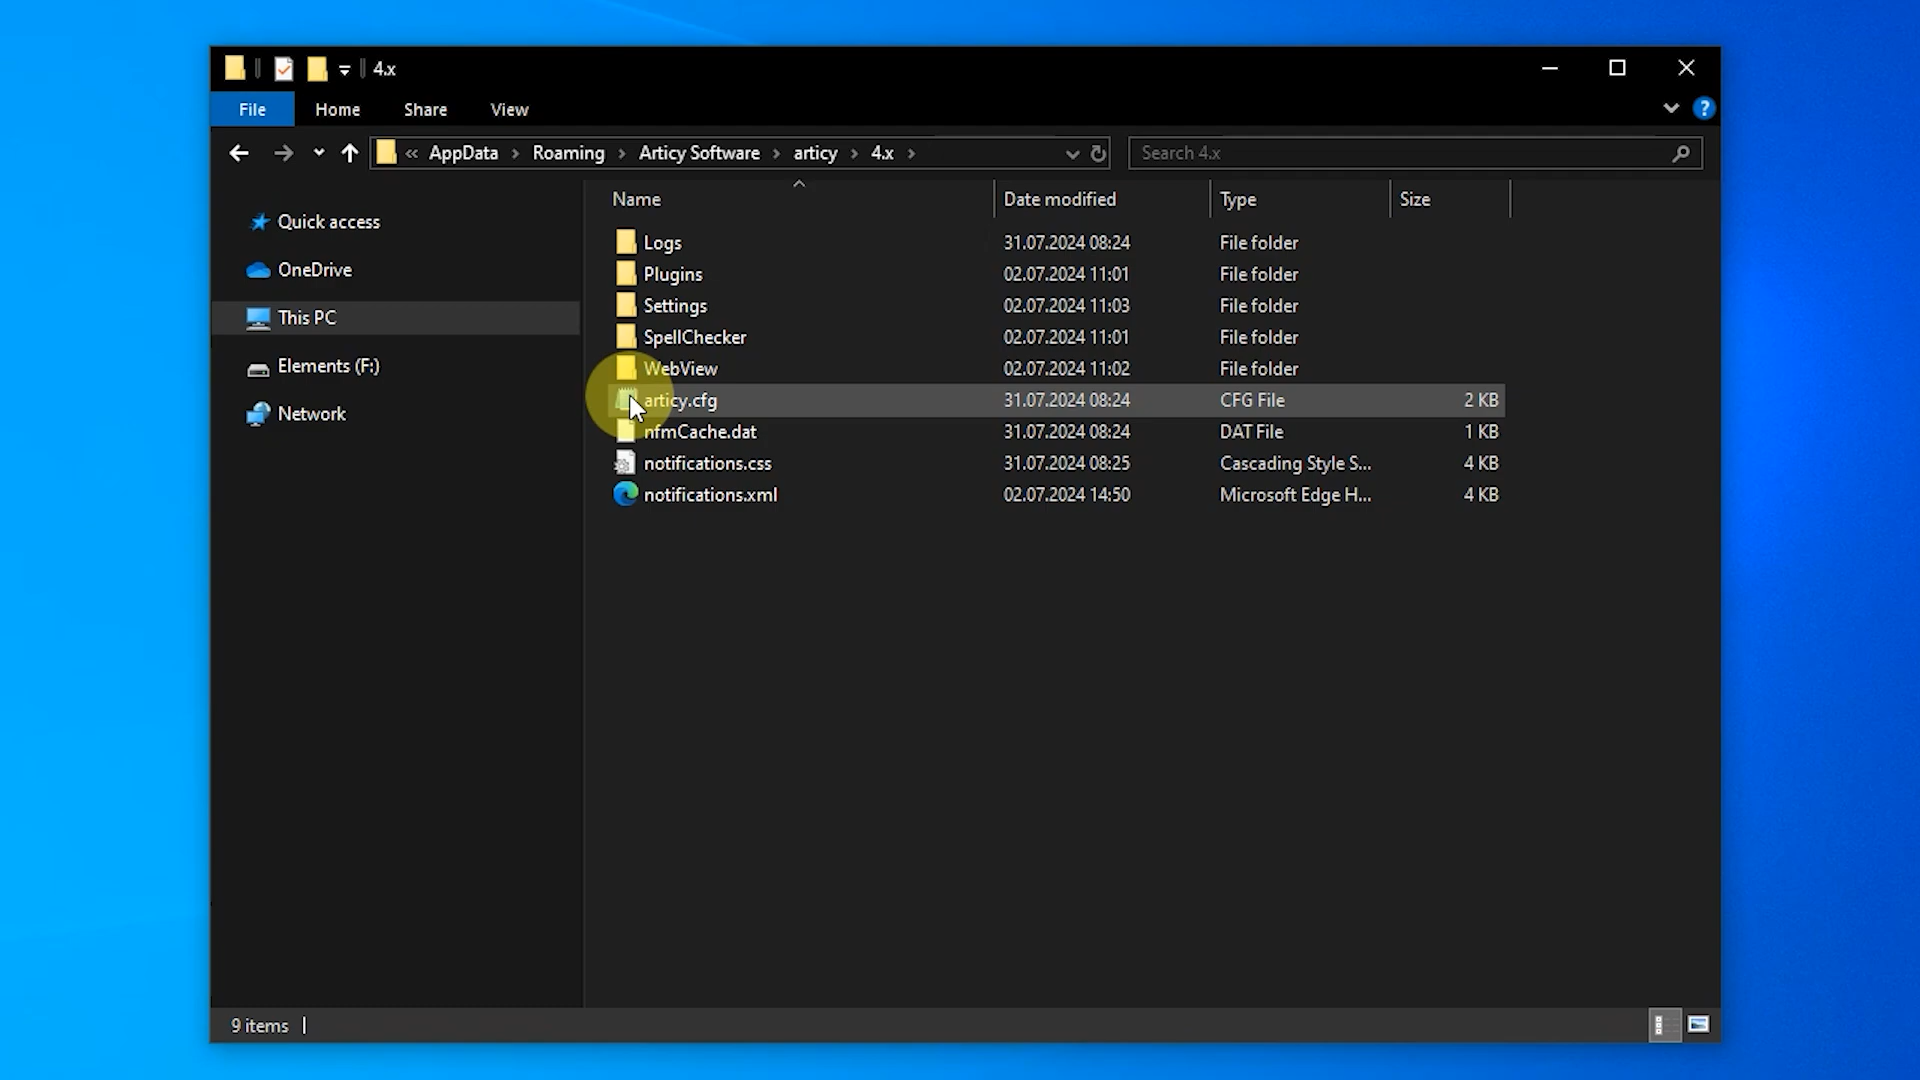 4.x
File Home Share View
?
« AppData > Roaming > Articy Software > articy > 4.x >
Search 4.x
Quick access
OneDrive
This PC
Elements (F:)
Network
Name Date modified Type Size
Logs 31.07.2024 08:24 File folder
Plugins 02.07.2024 11:01 File folder
Settings 02.07.2024 11:03 File folder
SpellChecker 02.07.2024 11:01 File folder
WebView 02.07.2024 11:02 File folder
articy.cfg 31.07.2024 08:24 CFG File 2 KB
nfmCache.dat 31.07.2024 08:24 DAT File 1 KB
notifications.css 31.07.2024 08:25 Cascading Style S... 4 KB
notifications.xml 02.07.2024 14:50 Microsoft Edge H... 4 KB
9 items